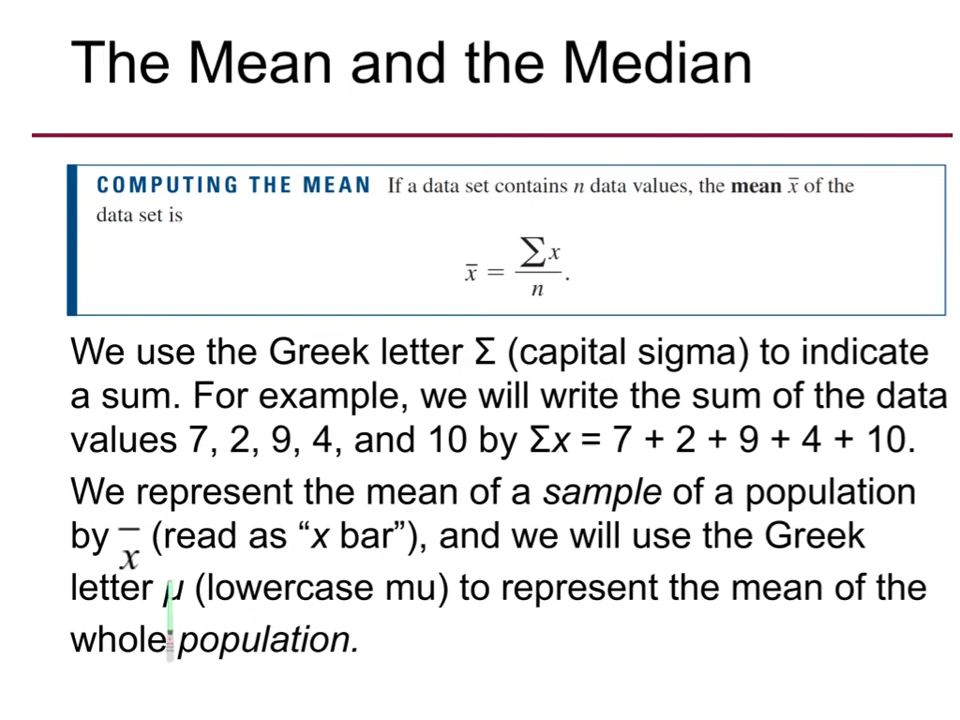 The Mean and the Median
COMPUTING THE MEAN If a data set contains n data values, the mean x̄ of the
data set is
x̄ = ∑x / n .
We use the Greek letter Σ (capital sigma) to indicate
a sum. For example, we will write the sum of the data
values 7, 2, 9, 4, and 10 by Σx = 7 + 2 + 9 + 4 + 10.
We represent the mean of a sample of a population
by x̄ (read as “x bar”), and we will use the Greek
letter μ (lowercase mu) to represent the mean of the
whole population.